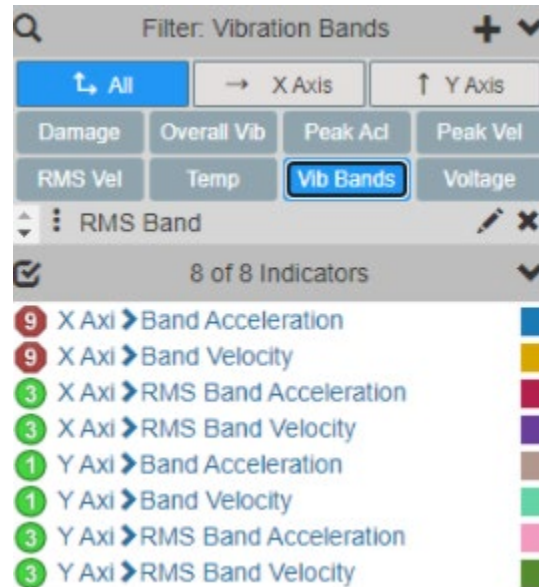 Filter: Vibration Bands
All X Axis Y Axis
Damage Overall Vib Peak Acl Peak Vel
RMS Vel Temp Vib Bands Voltage
RMS Band
8 of 8 Indicators
9 X Axi Band Acceleration
9 X Axi Band Velocity
3 X Axi RMS Band Acceleration
3 X Axi RMS Band Velocity
1 Y Axi Band Acceleration
1 Y Axi Band Velocity
3 Y Axi RMS Band Acceleration
3 Y Axi RMS Band Velocity